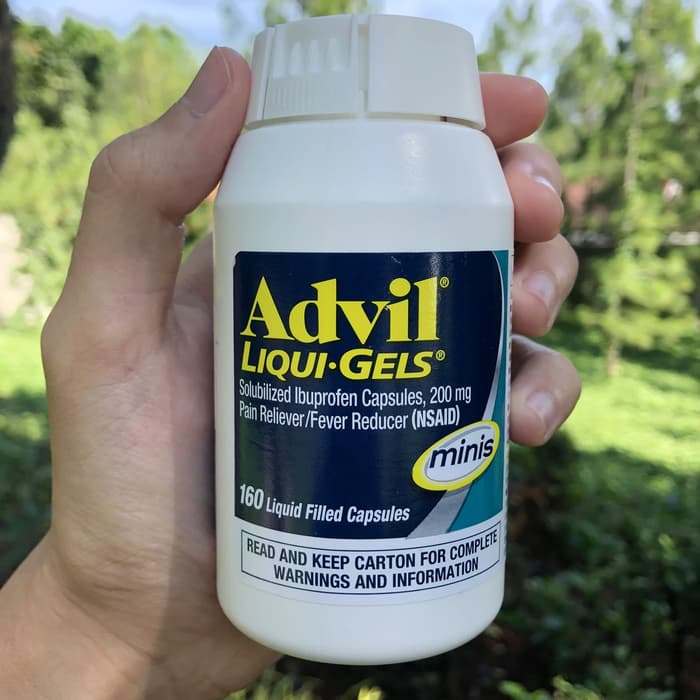 Advil®
LIQUI•GELS®
Solubilized Ibuprofen Capsules, 200 mg
Pain Reliever/Fever Reducer (NSAID)
minis
160 Liquid Filled Capsules
READ AND KEEP CARTON FOR COMPLETE
WARNINGS AND INFORMATION